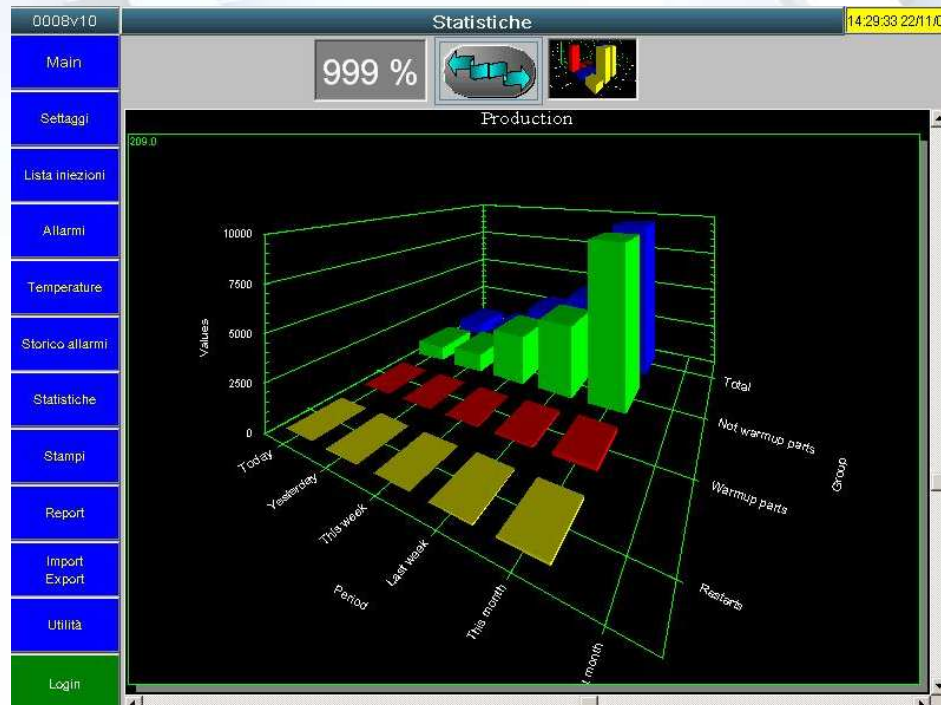 0008v10
Statistiche
14:29:33 22/11/0
Main
Settaggi
Lista iniezioni
Allarmi
Temperature
Storico allarmi
Statistiche
Stampi
Report
Import
Export
Utilità
Login
999 %
Production
209.0
10000
7500
5000
2500
0
Values
Today
Yesterday
This week
Last week
This month
t month
Period
Total
Not warmup parts
Warmup parts
Restarts
Group